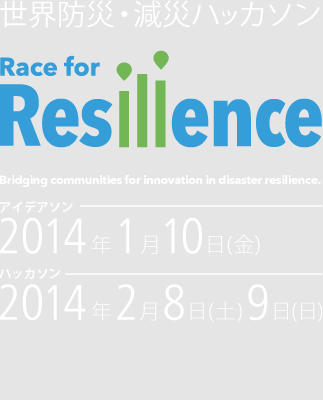 世界防災・減災ハッカソン
Race for
Resilience
Bridging communities for innovation in disaster resilience.
アイデアソン
2014年 1月10日(金)
ハッカソン
2014年 2月8日(土) 9日(日)